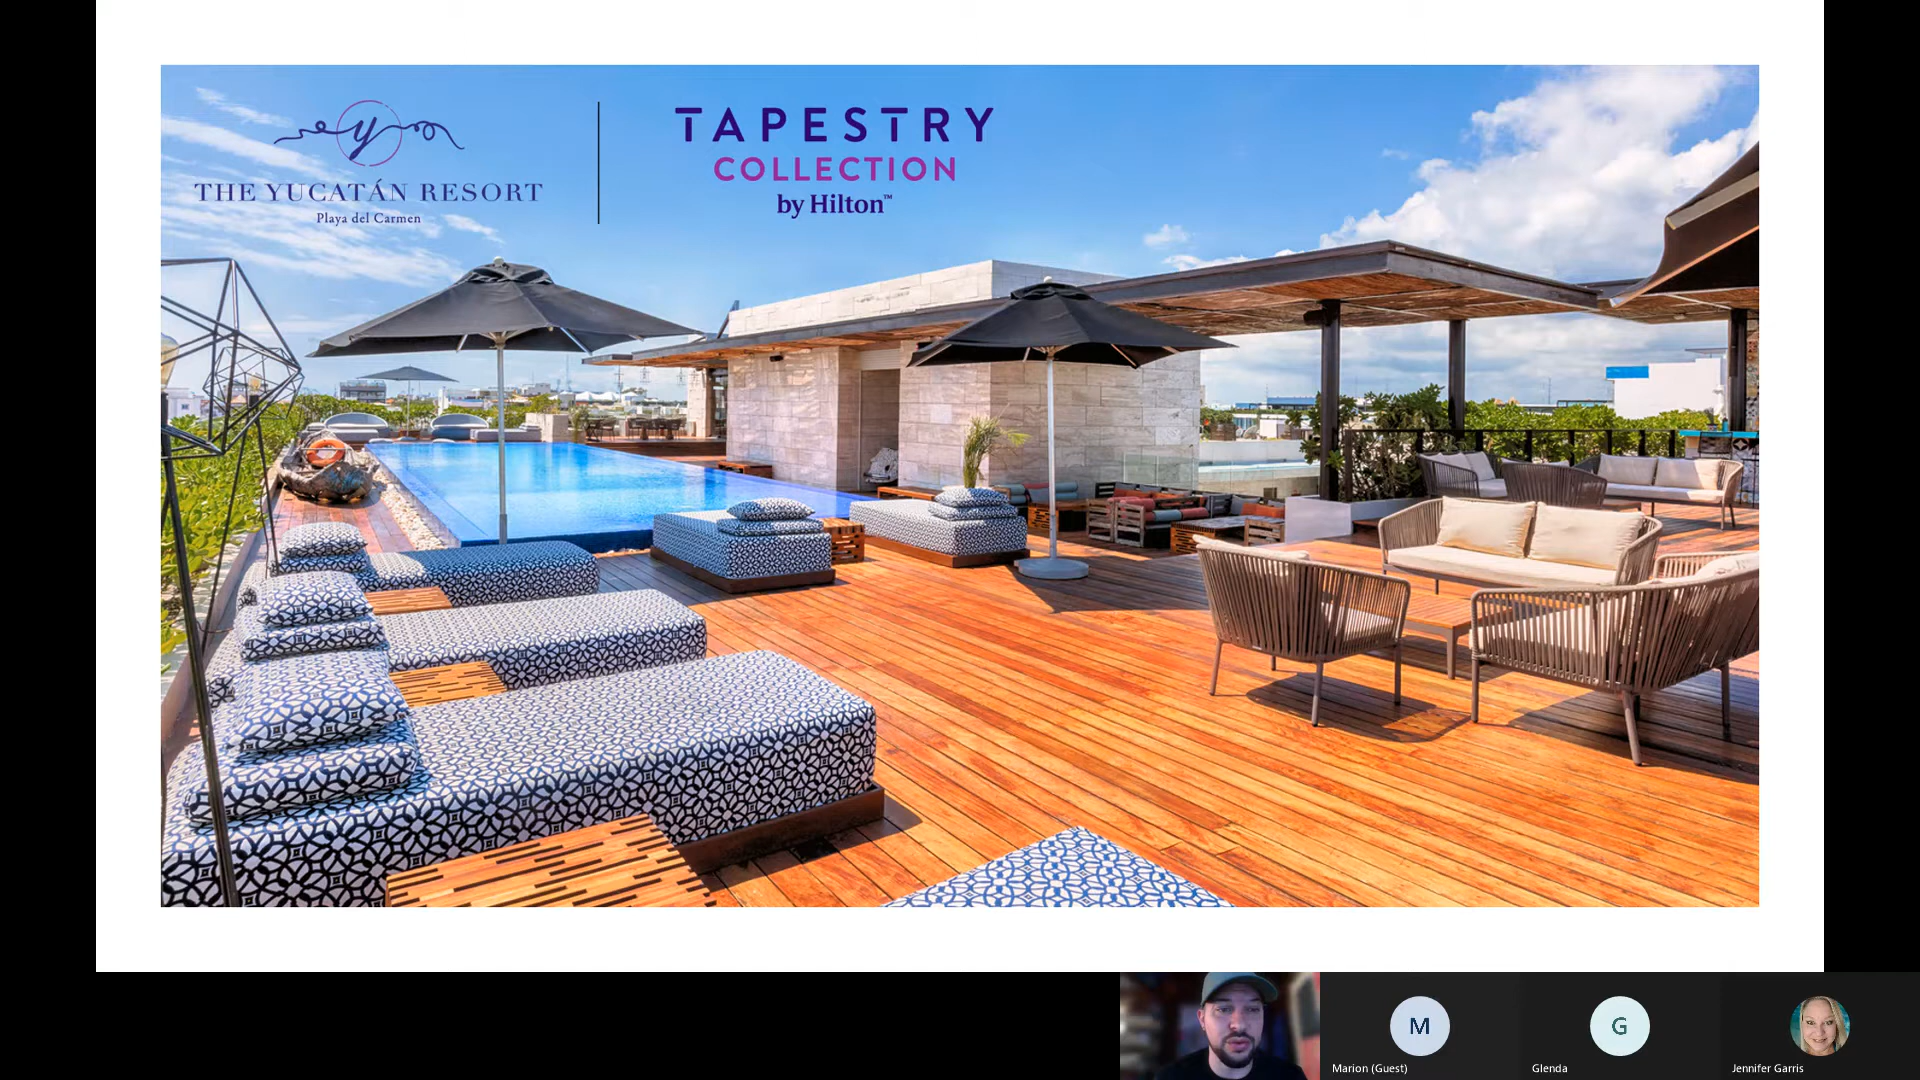 y
THE YUCATÁN RESORT
Playa del Carmen
TAPESTRY
COLLECTION
by Hilton™
M
G
Marion (Guest)
Glenda
Jennifer Garris